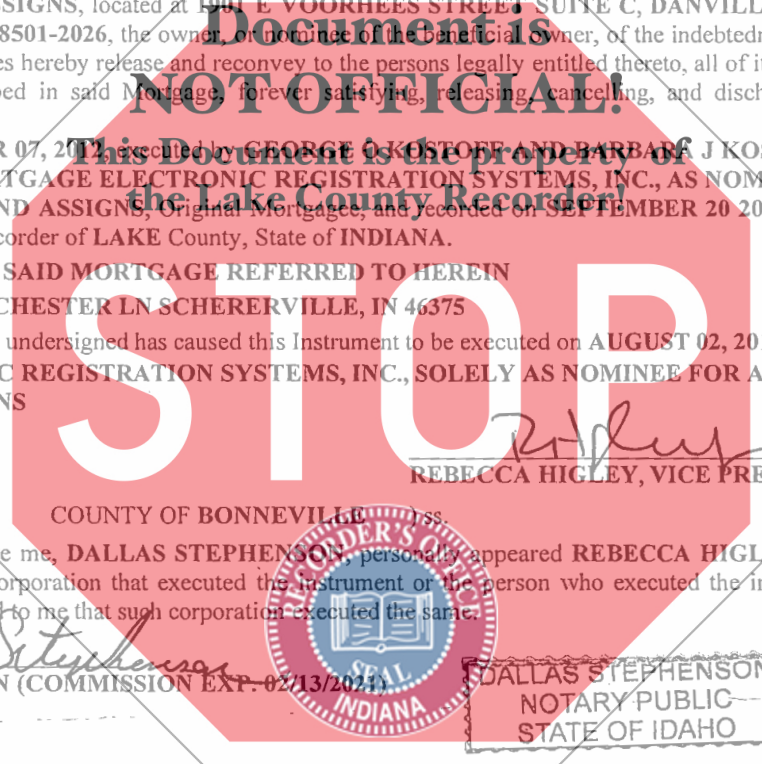 SSIGNS, located at E VOORHEES STREET SUITE C, DANVILL
Document is
8501-2026, the owner, or nominee of the beneficial owner, of the indebtedn
es hereby release and reconvey to the persons legally entitled thereto, all of it
NOT OFFICIAL!
bed in said Mortgage, forever satisfying, releasing, cancelling, and disch
This Document is the property of
R 07, 2012, executed by GEORGE O KOSTOFF AND BARBARA J KOS
TGAGE ELECTRONIC REGISTRATION SYSTEMS, INC., AS NOM
the Lake County Recorder!
ND ASSIGNS, Original Mortgagee, and recorded on SEPTEMBER 20 20
corder of LAKE County, State of INDIANA.
SAID MORTGAGE REFERRED TO HEREIN
CHESTER LN SCHERERVILLE, IN 46375
STOP
undersigned has caused this Instrument to be executed on AUGUST 02, 20
C REGISTRATION SYSTEMS, INC., SOLELY AS NOMINEE FOR A
NS
REBECCA HIGLEY, VICE PRE
COUNTY OF BONNEVILLE ) ss.
e me, DALLAS STEPHENSON, personally appeared REBECCA HIGL
orporation that executed the instrument or the person who executed the in
d to me that such corporation executed the same.
RECORDER'S OFFICE
SEAL
INDIANA
N (COMMISSION EXP. 02/13/2021)
DALLAS STEPHENSON
NOTARY PUBLIC
STATE OF IDAHO